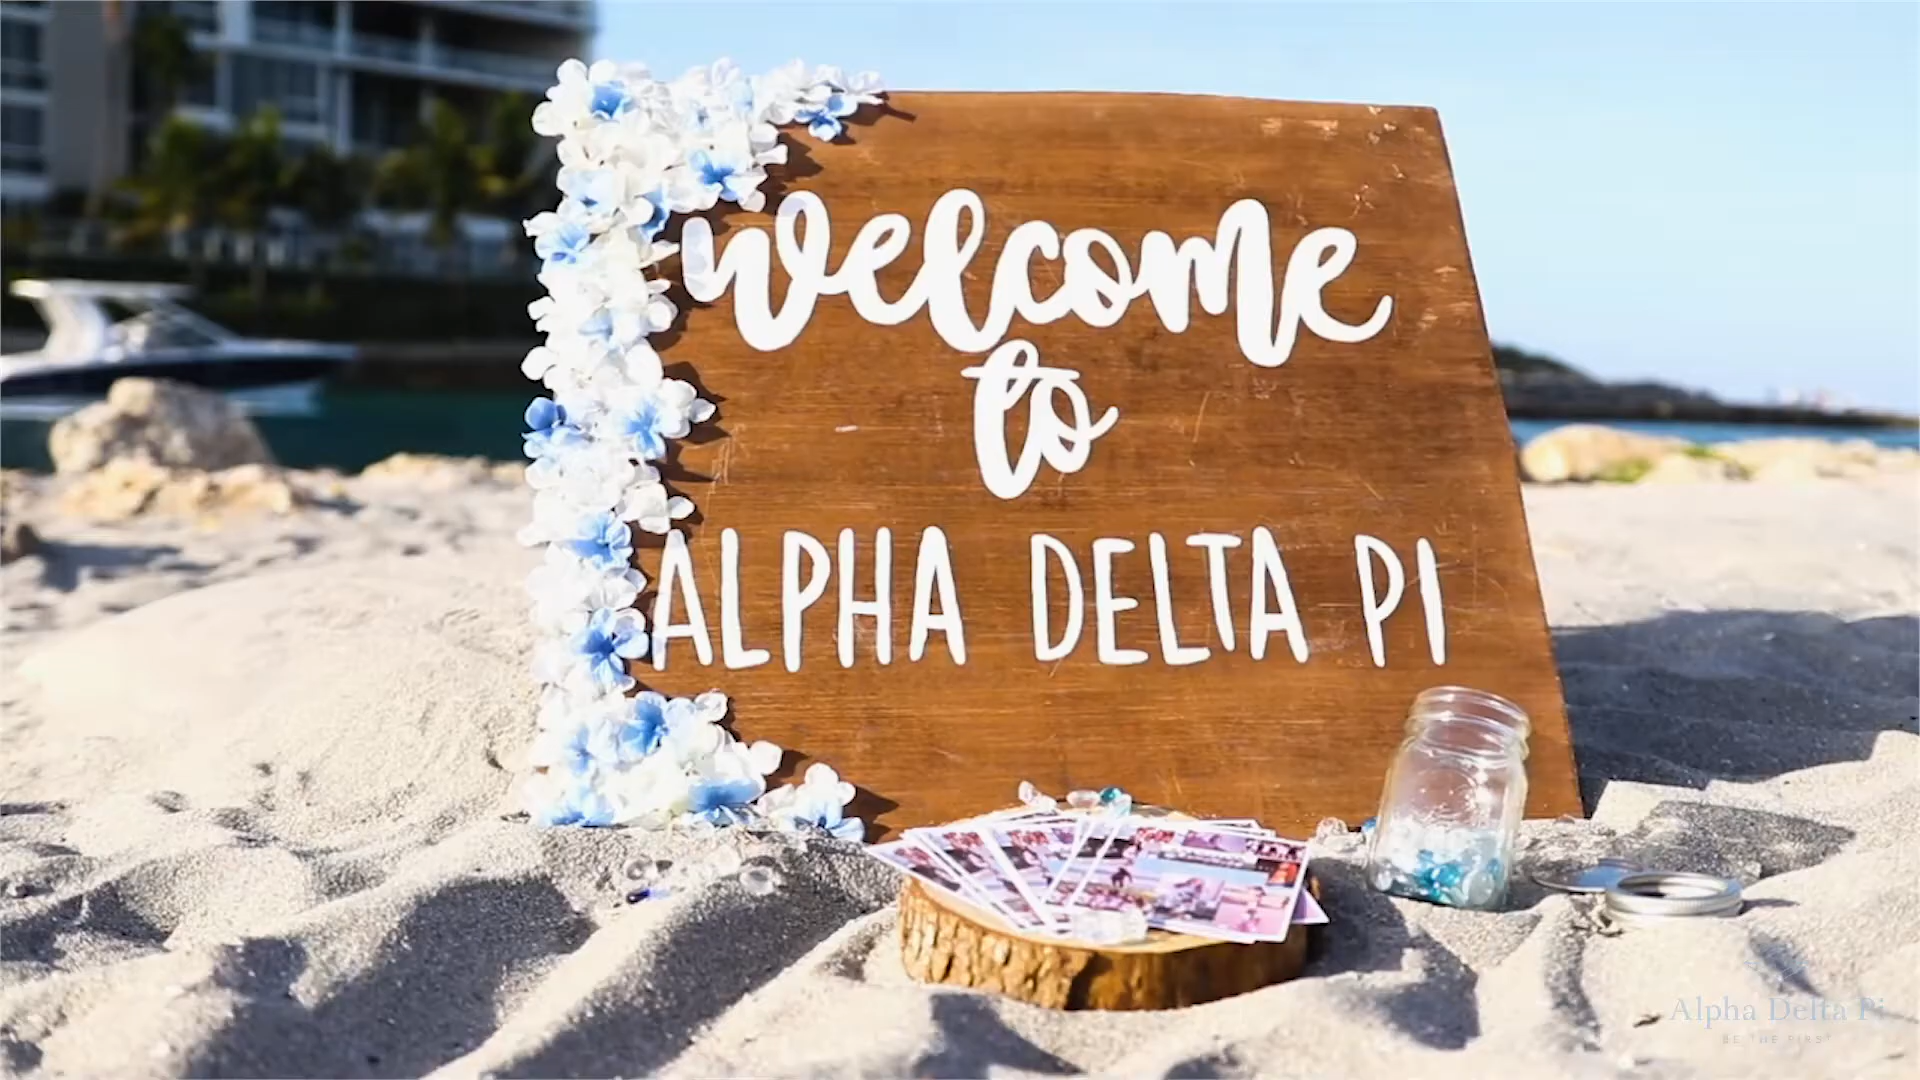 welcome
to
ALPHA DELTA PI
Alpha Delta Pi
BE THE FIRST